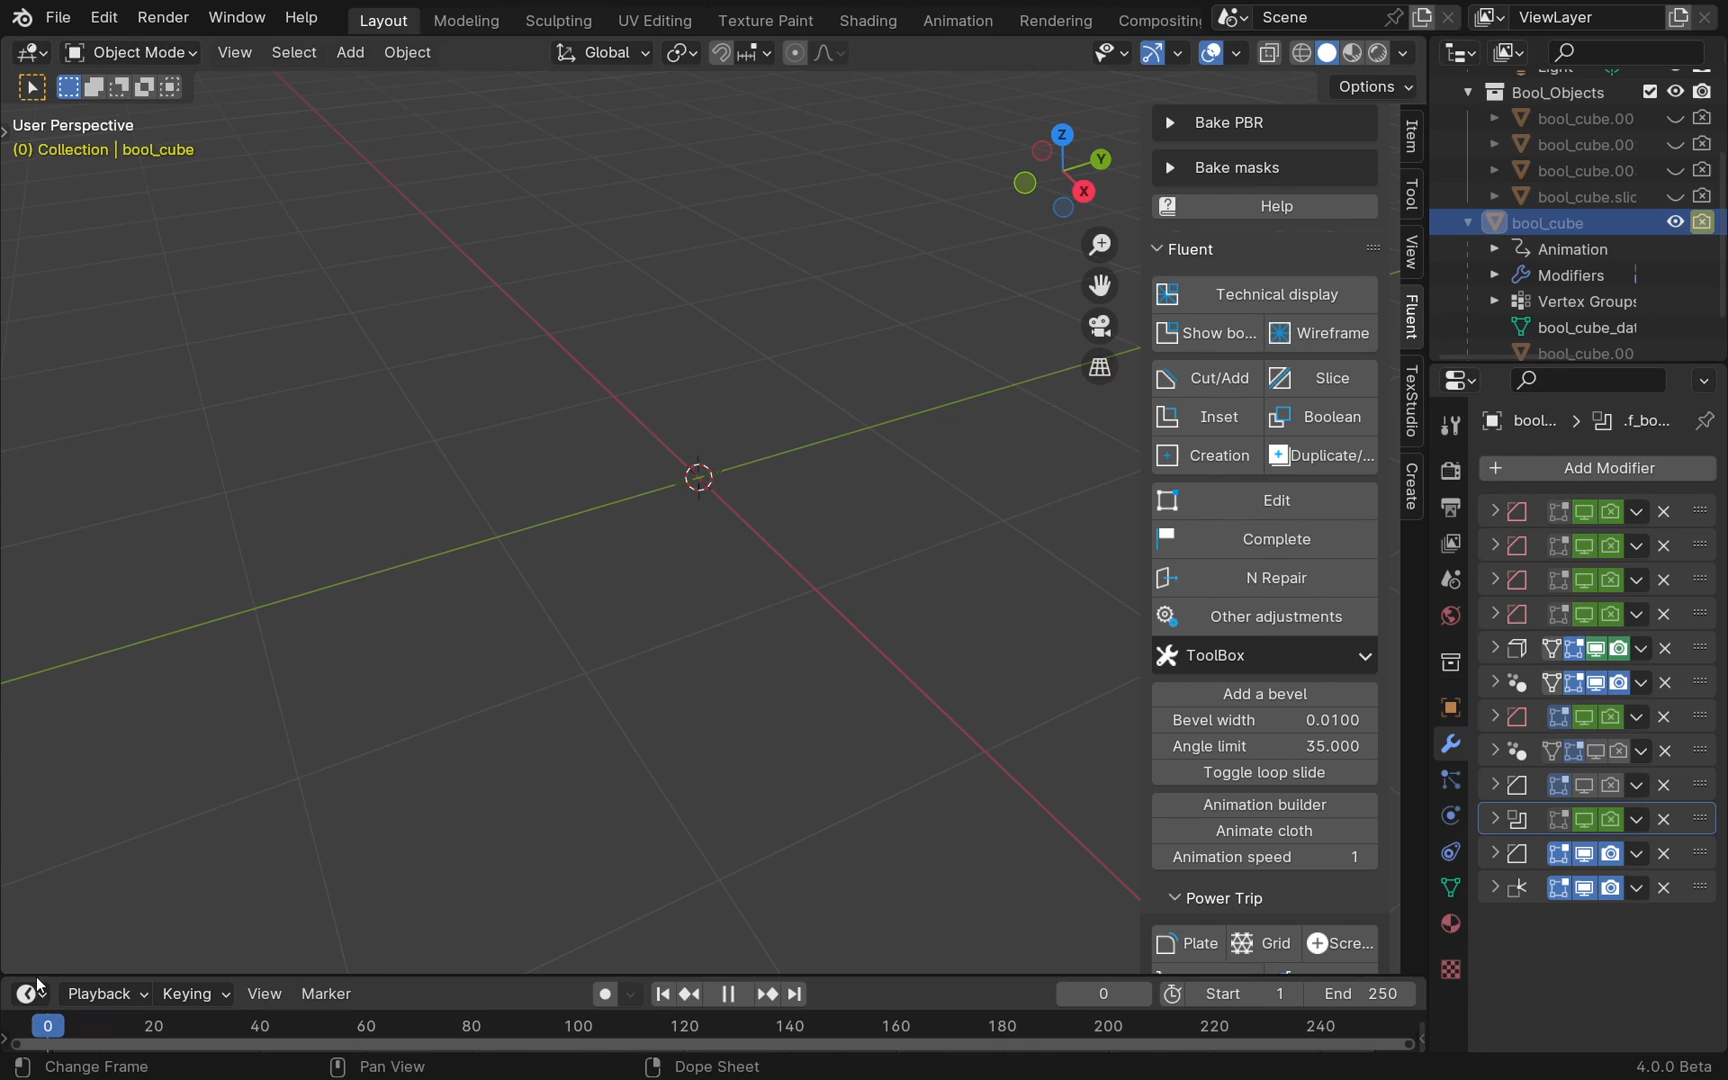 File Edit Render Window Help Layout Modeling Sculpting UV Editing Texture Paint Shading Animation Rendering Compositing Scene ViewLayer
Object Mode View Select Add Object Global
Options
User Perspective
(0) Collection | bool_cube
Z
Y
X
Bake PBR
Bake masks
Help
Fluent
Technical display
Show bo... Wireframe
Cut/Add Slice
Inset Boolean
Creation Duplicate/...
Edit
Complete
N Repair
Other adjustments
ToolBox
Add a bevel
Bevel width 0.0100
Angle limit 35.000
Toggle loop slide
Animation builder
Animate cloth
Animation speed 1
Power Trip
Plate Grid Scre...
Item
Tool
View
Fluent
TexStudio
Create
Light
Bool_Objects
bool_cube.00
bool_cube.00
bool_cube.00
bool_cube.slic
bool_cube
Animation
Modifiers
Vertex Groups
bool_cube_dat
bool_cube.00
bool... > .f_bo...
+ Add Modifier
Playback Keying View Marker 0 Start 1 End 250
0 20 40 60 80 100 120 140 160 180 200 220 240
Change Frame Pan View Dope Sheet 4.0.0 Beta